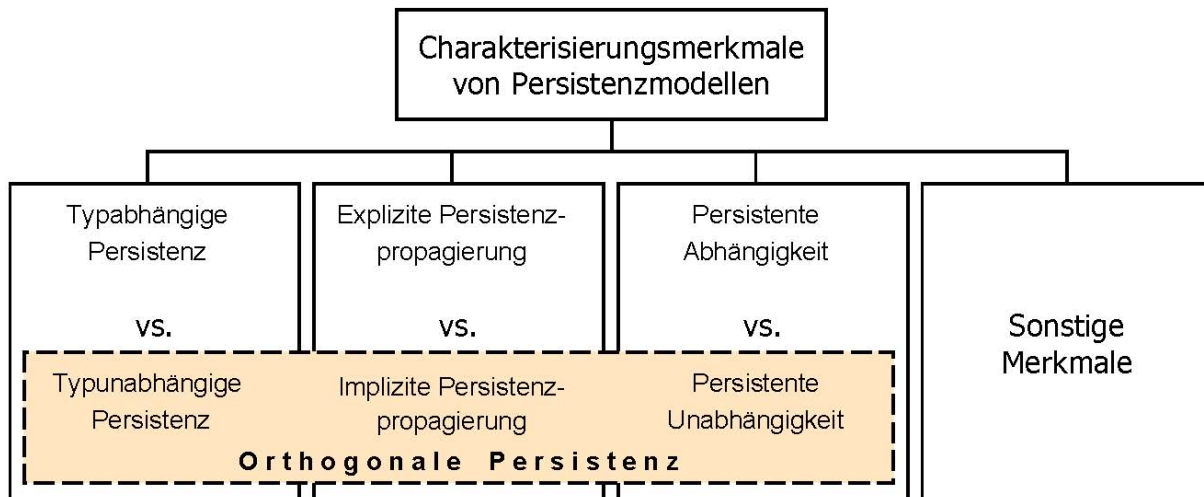 Charakterisierungsmerkmale
von Persistenzmodellen
Typabhängige
Persistenz
vs.
Typunabhängige
Persistenz
Explizite Persistenz-
propagierung
vs.
Implizite Persistenz-
propagierung
Persistente
Abhängigkeit
vs.
Persistente
Unabhängigkeit
Orthogonale Persistenz
Sonstige
Merkmale